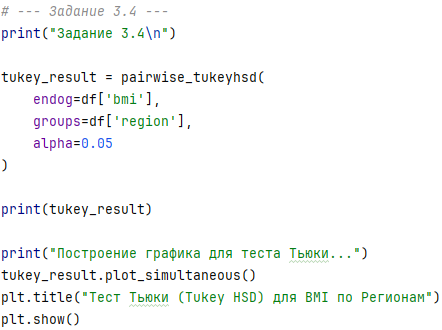 # --- Задание 3.4 ---
print("Задание 3.4\n")
tukey_result = pairwise_tukeyhsd(
    endog=df['bmi'],
    groups=df['region'],
    alpha=0.05
)
print(tukey_result)
print("Построение графика для теста Тьюки...")
tukey_result.plot_simultaneous()
plt.title("Тест Тьюки (Tukey HSD) для BMI по Регионам")
plt.show()